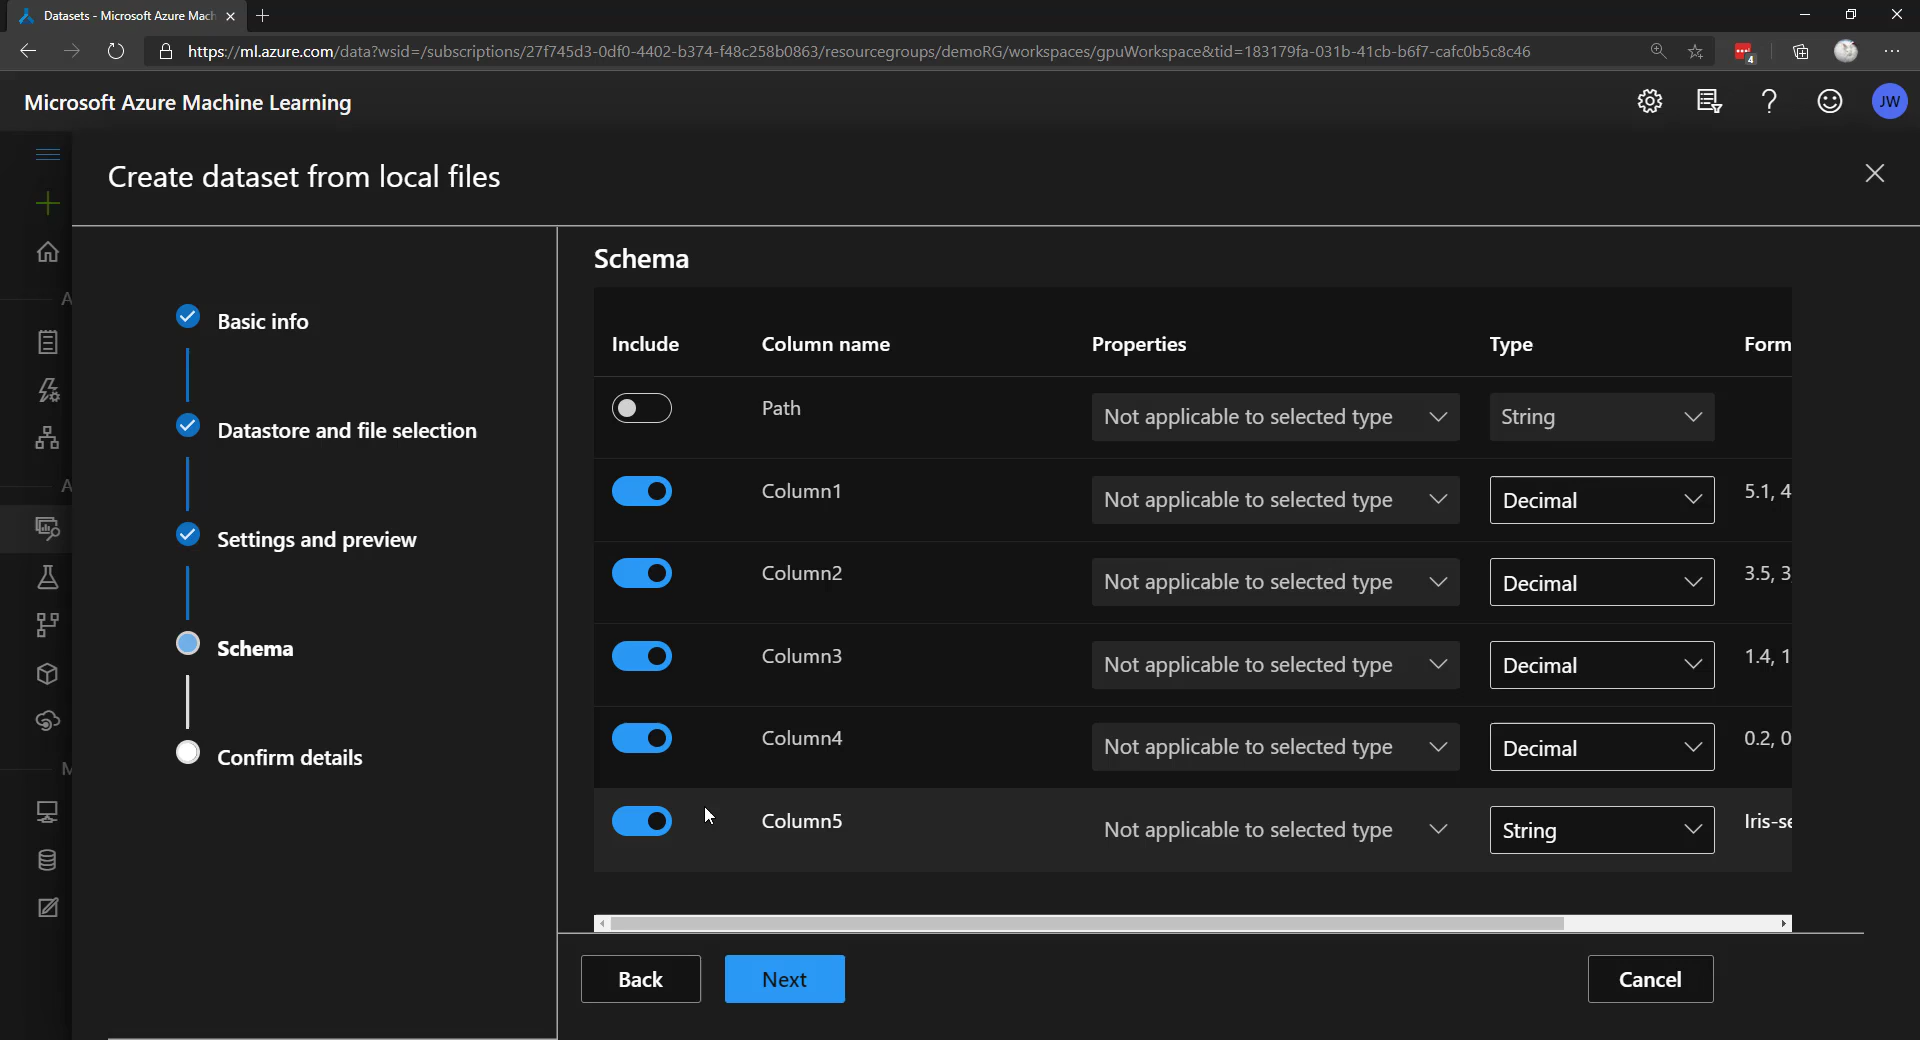 Datasets - Microsoft Azure Mach
https://ml.azure.com/data?wsid=/subscriptions/27f745d3-0df0-4402-b374-f48c258b0863/resourcegroups/demoRG/workspaces/gpuWorkspace&tid=183179fa-031b-41cb-b6f7-cafc0b5c8c46
4
Microsoft Azure Machine Learning
JW
Create dataset from local files
A
A
M
Basic info
Datastore and file selection
Settings and preview
Schema
Confirm details
Schema
Include Column name Properties Type Form
Path Not applicable to selected type String
Column1 Not applicable to selected type Decimal 5.1, 4
Column2 Not applicable to selected type Decimal 3.5, 3
Column3 Not applicable to selected type Decimal 1.4, 1
Column4 Not applicable to selected type Decimal 0.2, 0
Column5 Not applicable to selected type String Iris-se
Back Next Cancel